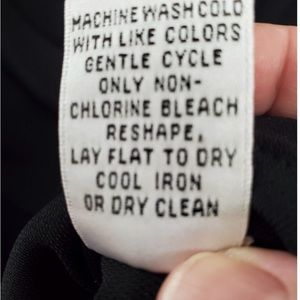 MACHINE WASH COLD
WITH LIKE COLORS
GENTLE CYCLE
ONLY NON-
CHLORINE BLEACH
RESHAPE,
LAY FLAT TO DRY
COOL IRON
OR DRY CLEAN